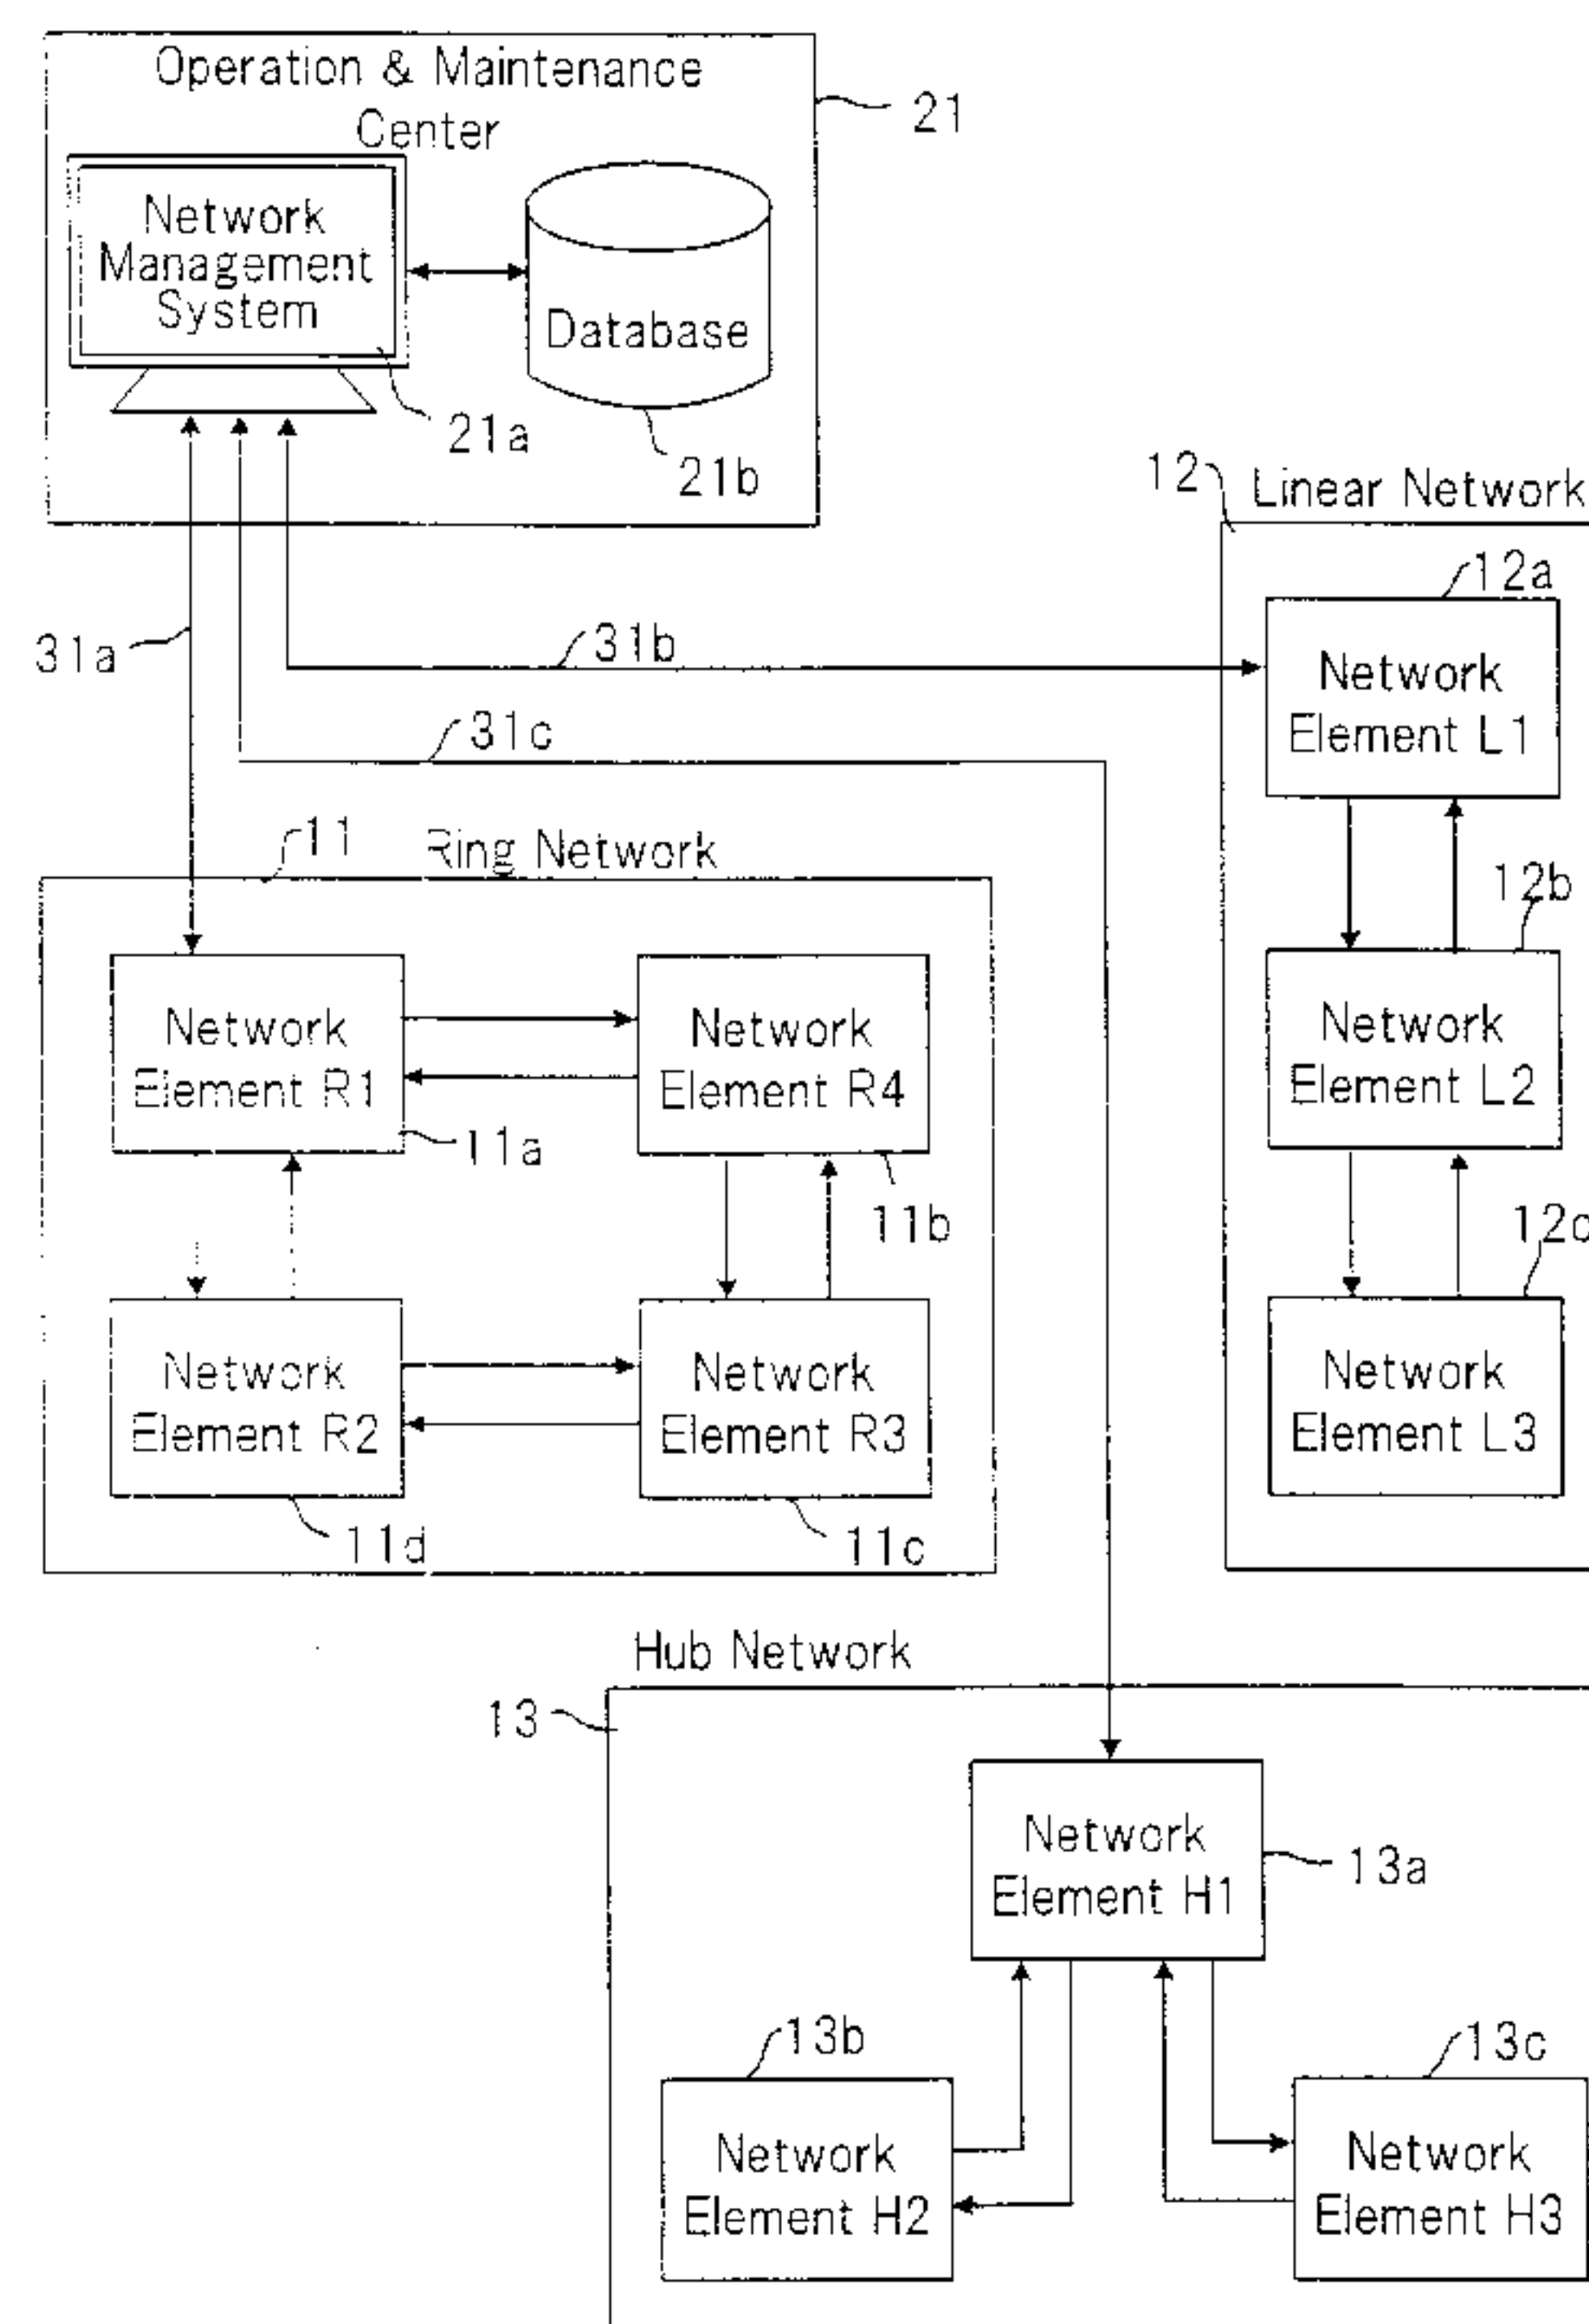 Operation & Maintenance
Center
21
Network
Management
System
Database
21a
21b
12
Linear Network
12a
31a
31b
Network
Element L1
31c
11
Ring Network
12b
Network
Element R1
Network
Element R4
Network
Element L2
11a
11b
Network
Element R2
Network
Element R3
Network
Element L3
11d
11c
Hub Network
13
Network
Element H1
13a
13b
13c
Network
Element H2
Network
Element H3